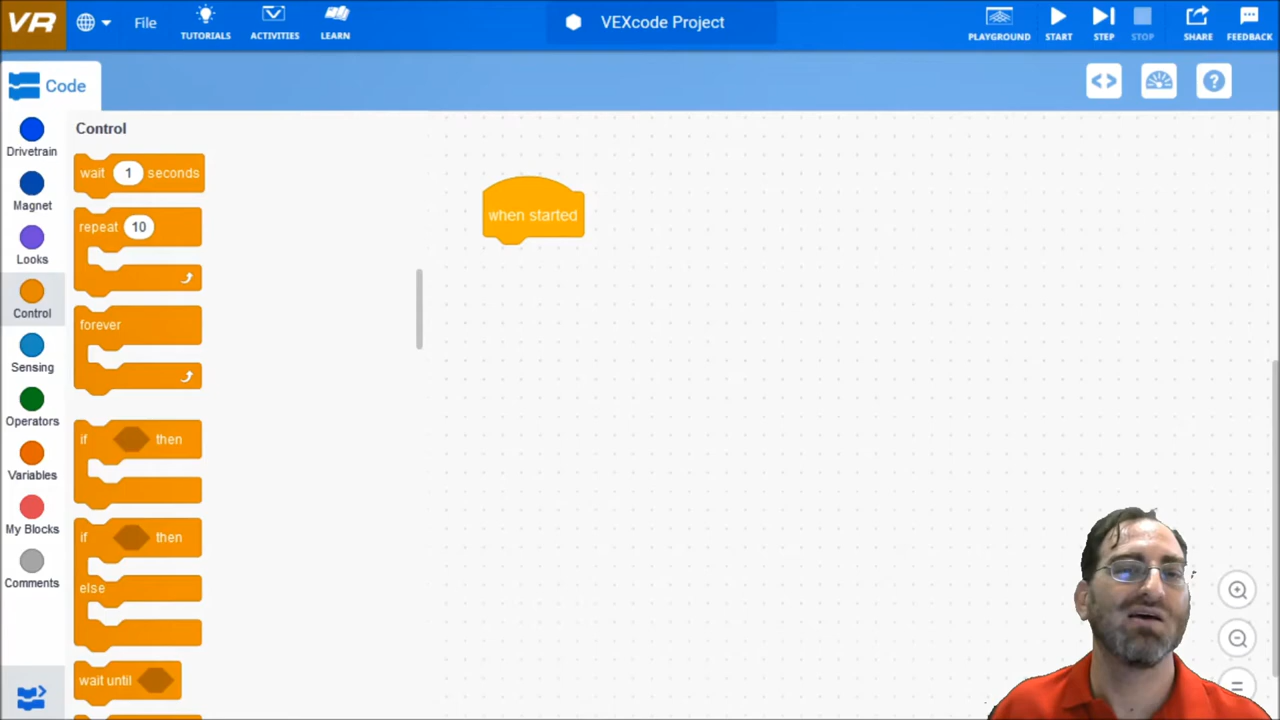 VR
File
TUTORIALS
ACTIVITIES
LEARN
VEXcode Project
PLAYGROUND
START
STEP
STOP
SHARE
FEEDBACK
Code
Drivetrain
Magnet
Looks
Control
Sensing
Operators
Variables
My Blocks
Comments
Control
wait 1 seconds
repeat 10
forever
if then
if then
else
wait until
when started